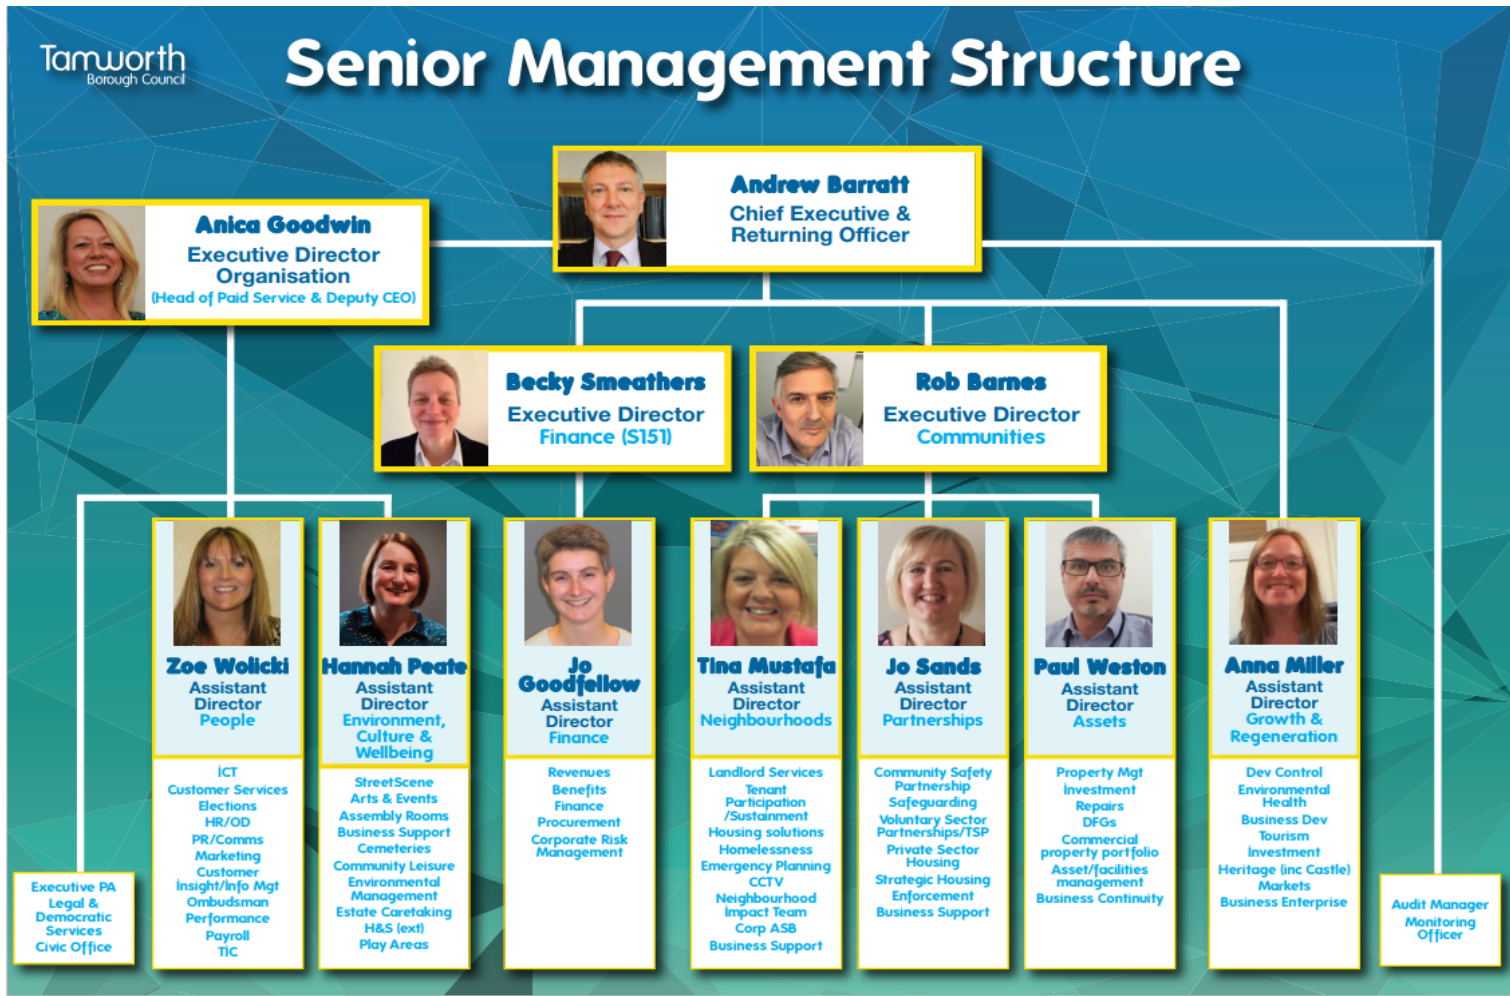 Tamworth
Borough Council
Senior Management Structure
Andrew Barratt
Chief Executive &
Returning Officer
Anica Goodwin
Executive Director
Organisation
(Head of Paid Service & Deputy CEO)
Becky Smeathers
Executive Director
Finance (S151)
Rob Barnes
Executive Director
Communities
Zoe Wolicki
Assistant
Director
People
Hannah Peate
Assistant
Director
Environment,
Culture &
Wellbeing
Jo
Goodfellow
Assistant
Director
Finance
Tina Mustafa
Assistant
Director
Neighbourhoods
Jo Sands
Assistant
Director
Partnerships
Paul Weston
Assistant
Director
Assets
Anna Miller
Assistant
Director
Growth &
Regeneration
Executive PA
Legal &
Democratic
Services
Civic Office
ICT
Customer Services
Elections
HR/OD
PR/Comms
Marketing
Customer
Insight/Info Mgt
Ombudsman
Performance
Payroll
TIC
StreetScene
Arts & Events
Assembly Rooms
Business Support
Cemeteries
Community Leisure
Environmental
Management
Estate Caretaking
H&S (ext)
Play Areas
Revenues
Benefits
Finance
Procurement
Corporate Risk
Management
Landlord Services
Tenant
Participation
/Sustainment
Housing solutions
Homelessness
Emergency Planning
CCTV
Neighbourhood
Impact Team
Corp ASB
Business Support
Community Safety
Partnership
Safeguarding
Voluntary Sector
Partnerships/TSP
Private Sector
Housing
Strategic Housing
Enforcement
Business Support
Property Mgt
Investment
Repairs
DFGs
Commercial
property portfolio
Asset/facilities
management
Business Continuity
Dev Control
Environmental
Health
Business Dev
Tourism
Investment
Heritage (inc Castle)
Markets
Business Enterprise
Audit Manager
Monitoring
Officer